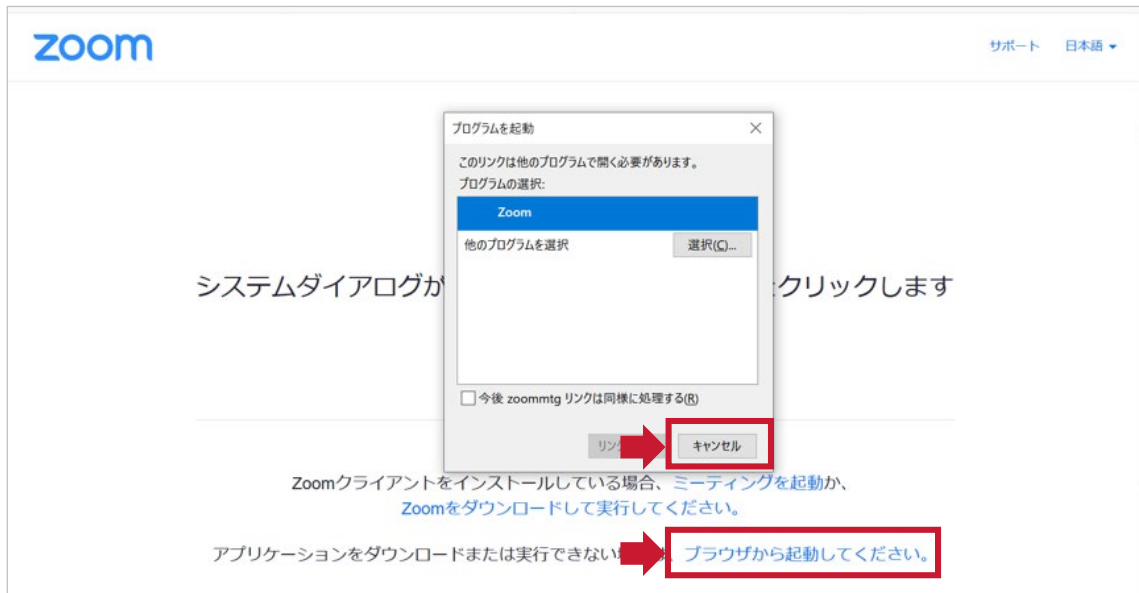 zoom
サポート 日本語
プログラムを起動
このリンクは他のプログラムで開く必要があります。
プログラムの選択:
Zoom
他のプログラムを選択 選択(C)...
システムダイアログが クリックします
今後 zoommtg リンクは同様に処理する(R)
リン キャンセル
Zoomクライアントをインストールしている場合、ミーティングを起動か、
Zoomをダウンロードして実行してください。
アプリケーションをダウンロードまたは実行できない ブラウザから起動してください。